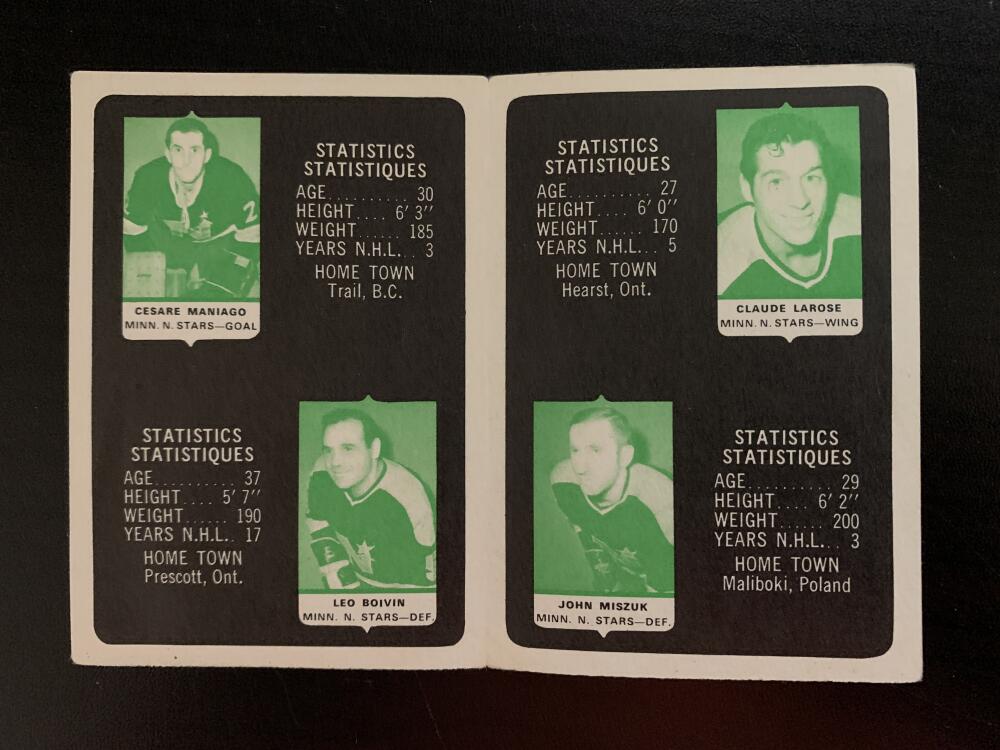 STATISTICS
STATISTIQUES
AGE.......... 30
HEIGHT.... 6' 3''
WEIGHT...... 185
YEARS N.H.L... 3
HOME TOWN
Trail, B.C.
2
CESARE MANIAGO
MINN. N. STARS—GOAL
STATISTICS
STATISTIQUES
AGE.......... 37
HEIGHT.... 5' 7''
WEIGHT...... 190
YEARS N.H.L.. 17
HOME TOWN
Prescott, Ont.
LEO BOIVIN
MINN. N. STARS—DEF.
STATISTICS
STATISTIQUES
AGE.......... 27
HEIGHT.... 6' 0''
WEIGHT...... 170
YEARS N.H.L... 5
HOME TOWN
Hearst, Ont.
CLAUDE LAROSE
MINN. N. STARS—WING
JOHN MISZUK
MINN. N. STARS—DEF.
STATISTICS
STATISTIQUES
AGE.......... 29
HEIGHT.... 6' 2''
WEIGHT...... 200
YEARS N.H.L... 3
HOME TOWN
Maliboki, Poland